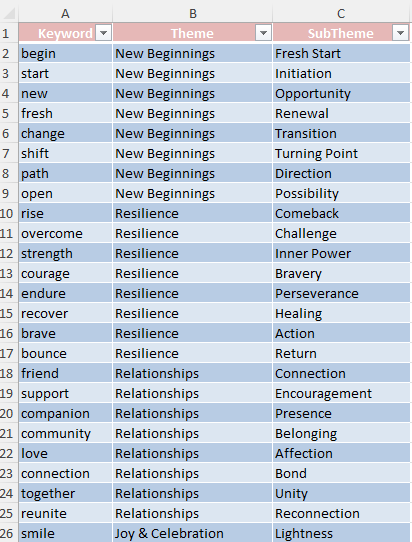 A B C
1 Keyword Theme SubTheme
2 begin New Beginnings Fresh Start
3 start New Beginnings Initiation
4 new New Beginnings Opportunity
5 fresh New Beginnings Renewal
6 change New Beginnings Transition
7 shift New Beginnings Turning Point
8 path New Beginnings Direction
9 open New Beginnings Possibility
10 rise Resilience Comeback
11 overcome Resilience Challenge
12 strength Resilience Inner Power
13 courage Resilience Bravery
14 endure Resilience Perseverance
15 recover Resilience Healing
16 brave Resilience Action
17 bounce Resilience Return
18 friend Relationships Connection
19 support Relationships Encouragement
20 companion Relationships Presence
21 community Relationships Belonging
22 love Relationships Affection
23 connection Relationships Bond
24 together Relationships Unity
25 reunite Relationships Reconnection
26 smile Joy & Celebration Lightness